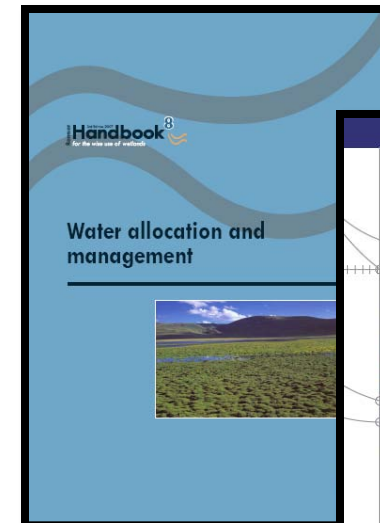 Handbook 8
for the wise use of wetlands
Water allocation and
management